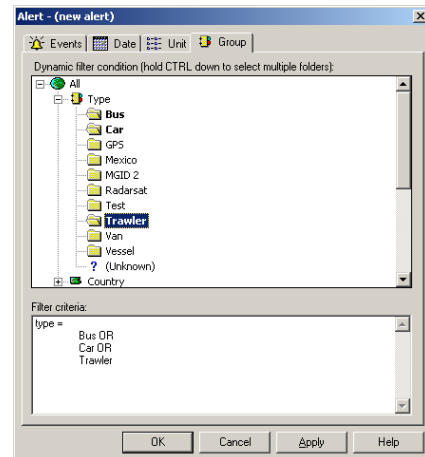 Alert - (new alert)
Events Date Unit Group
Dynamic filter condition (hold CTRL down to select multiple folders):
All
Type
Bus
Car
GPS
Mexico
MGID 2
Radarsat
Test
Trawler
Van
Vessel
? (Unknown)
Country
Filter criteria:
type =
Bus OR
Car OR
Trawler
OK Cancel Apply Help